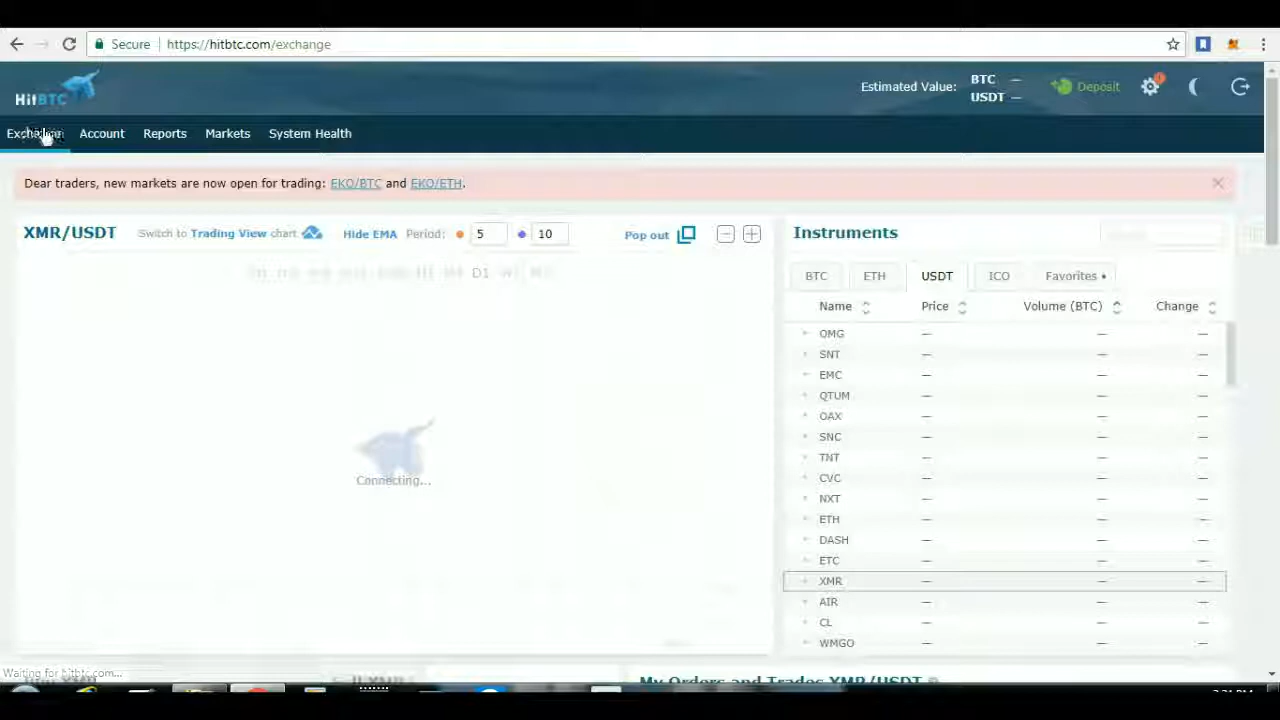 Secure https://hitbtc.com/exchange
HitBTC
Estimated Value: BTC —
USDT —
Deposit
Exchange Account Reports Markets System Health
Dear traders, new markets are now open for trading: EKO/BTC and EKO/ETH.
XMR/USDT Switch to Trading View chart Hide EMA Period: 5 10 Pop out
D1
Connecting...
Instruments
BTC ETH USDT ICO Favorites •
Name Price Volume (BTC) Change
OMG — — —
SNT — — —
EMC — — —
QTUM — — —
OAX — — —
SNC — — —
TNT — — —
CVC — — —
NXT — — —
ETH — — —
DASH — — —
ETC — — —
XMR — — —
AIR — — —
CL — — —
WMGO — — —
Waiting for hitbtc.com...
My Orders and Trades XMR/USDT